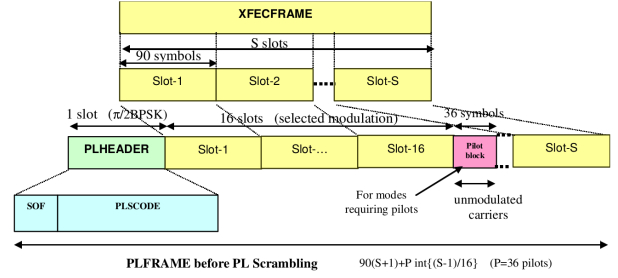 XFECFRAME
S slots
90 symbols
Slot-1 Slot-2 Slot-S
1 slot (π/2BPSK) 16 slots (selected modulation) 36 symbols
PLHEADER Slot-1 Slot-... Slot-16 Pilot block Slot-S
SOF PLSCODE
For modes
requiring pilots
unmodulated
carriers
PLFRAME before PL Scrambling 90(S+1)+P int{(S-1)/16} (P=36 pilots)